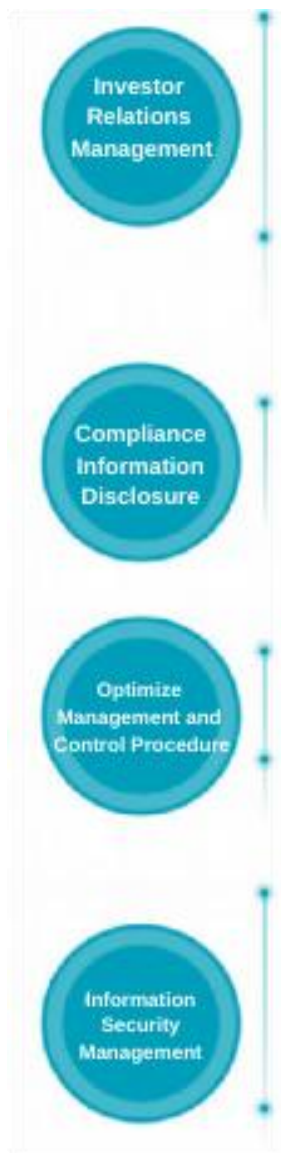 Investor
Relations
Management
Compliance
Information
Disclosure
Optimize
Management and
Control Procedure
Information
Security
Management